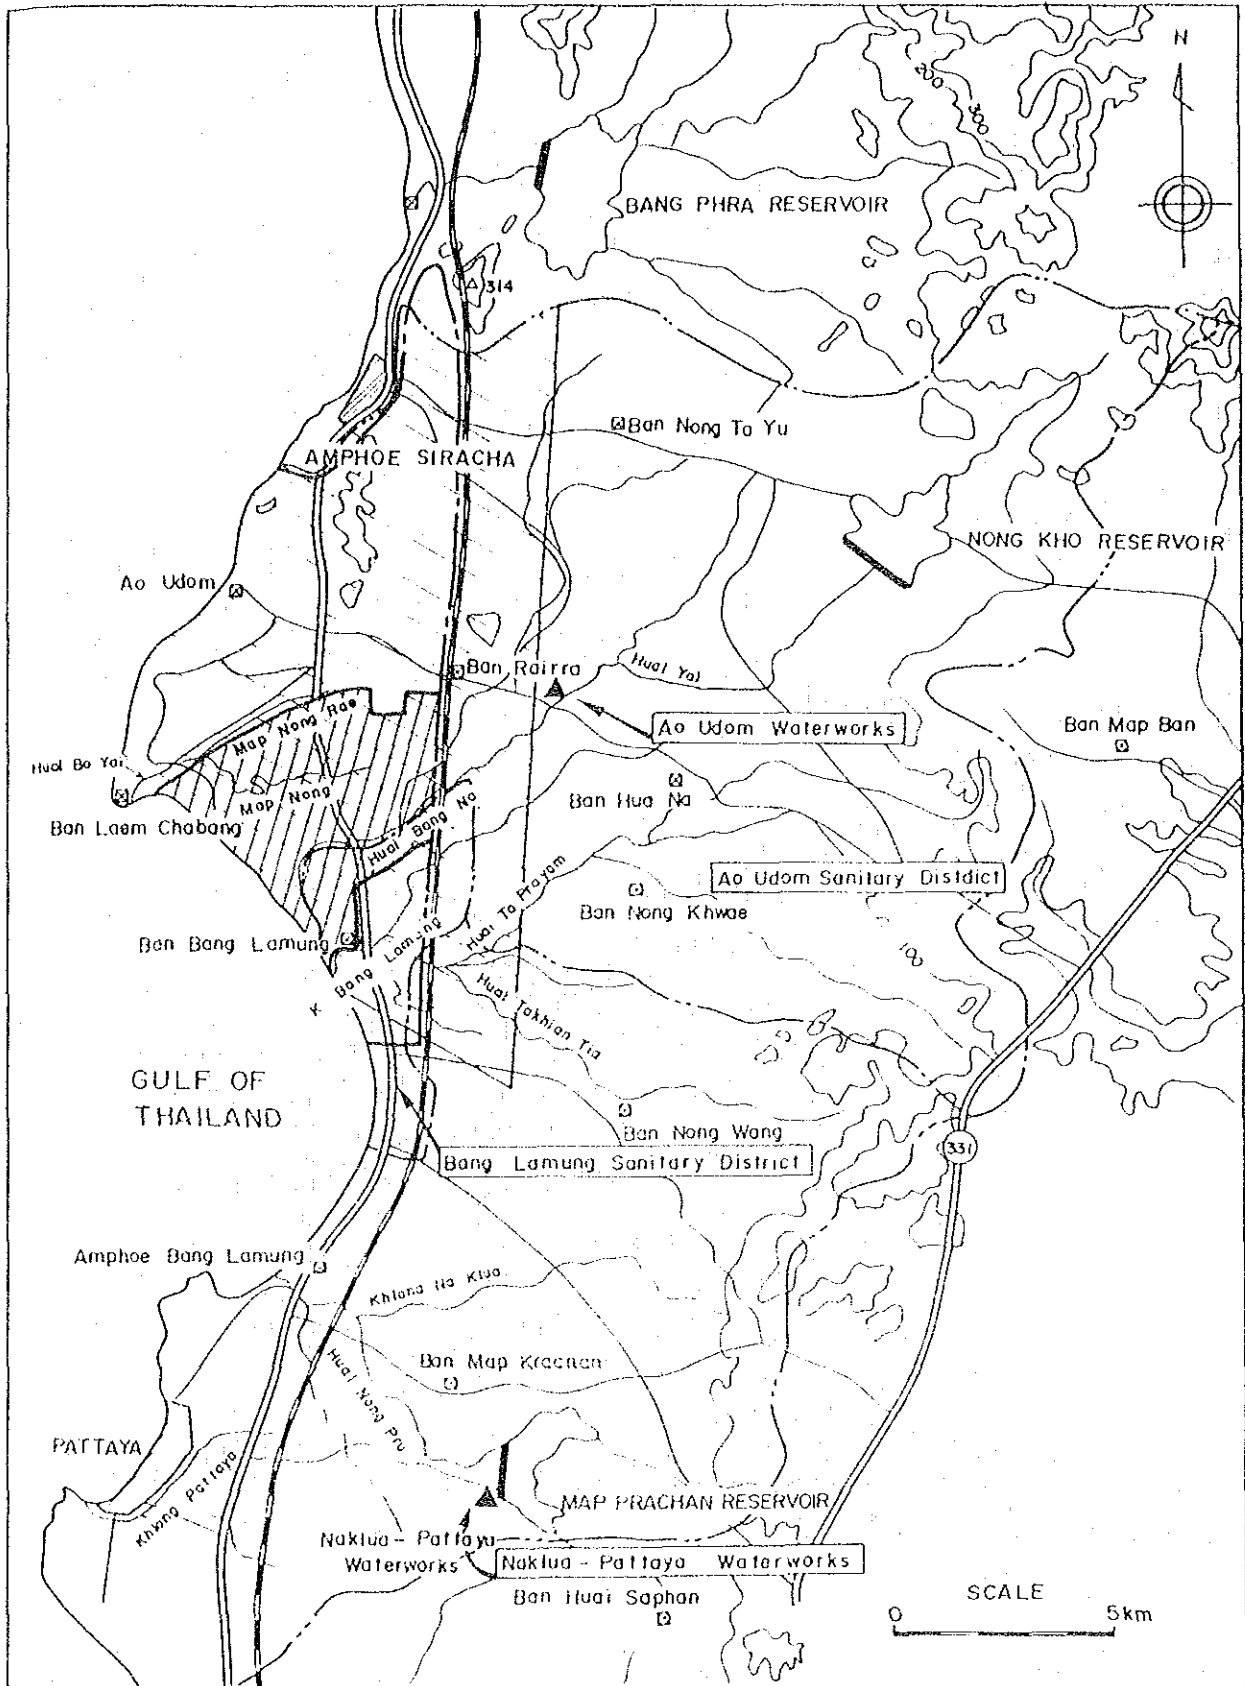 N
200
300
BANG PHRA RESERVOIR
314
Ban Nong Ta Yu
AMPHOE SIRACHA
NONG KHO RESERVOIR
Ao Udom
Ban Rairra
Huai Yai
Map Nong Rae
Ao Udom Waterworks
Ban Map Ban
Huai Bo Yai
Map Nong
Ban Hua Na
Ban Laem Chabang
Huai Bang Na
Ao Udom Sanitary Distdict
Huai Ta Prayom
Ban Nong Khwae
Ban Bang Lamung
K. Bang Lamung
100
Huai Takhian Tia
GULF OF
THAILAND
Ban Nong Wang
331
Bang Lamung Sanitary District
Amphoe Bang Lamung
Khlong Na Klua
Huai Nong Pru
Ban Map Kracnan
PATTAYA
Khlong Pattaya
MAP PRACHAN RESERVOIR
Naklua - Pattaya
Waterworks
Naklua - Pattaya Waterworks
Ban Huai Saphan
SCALE
0 5km